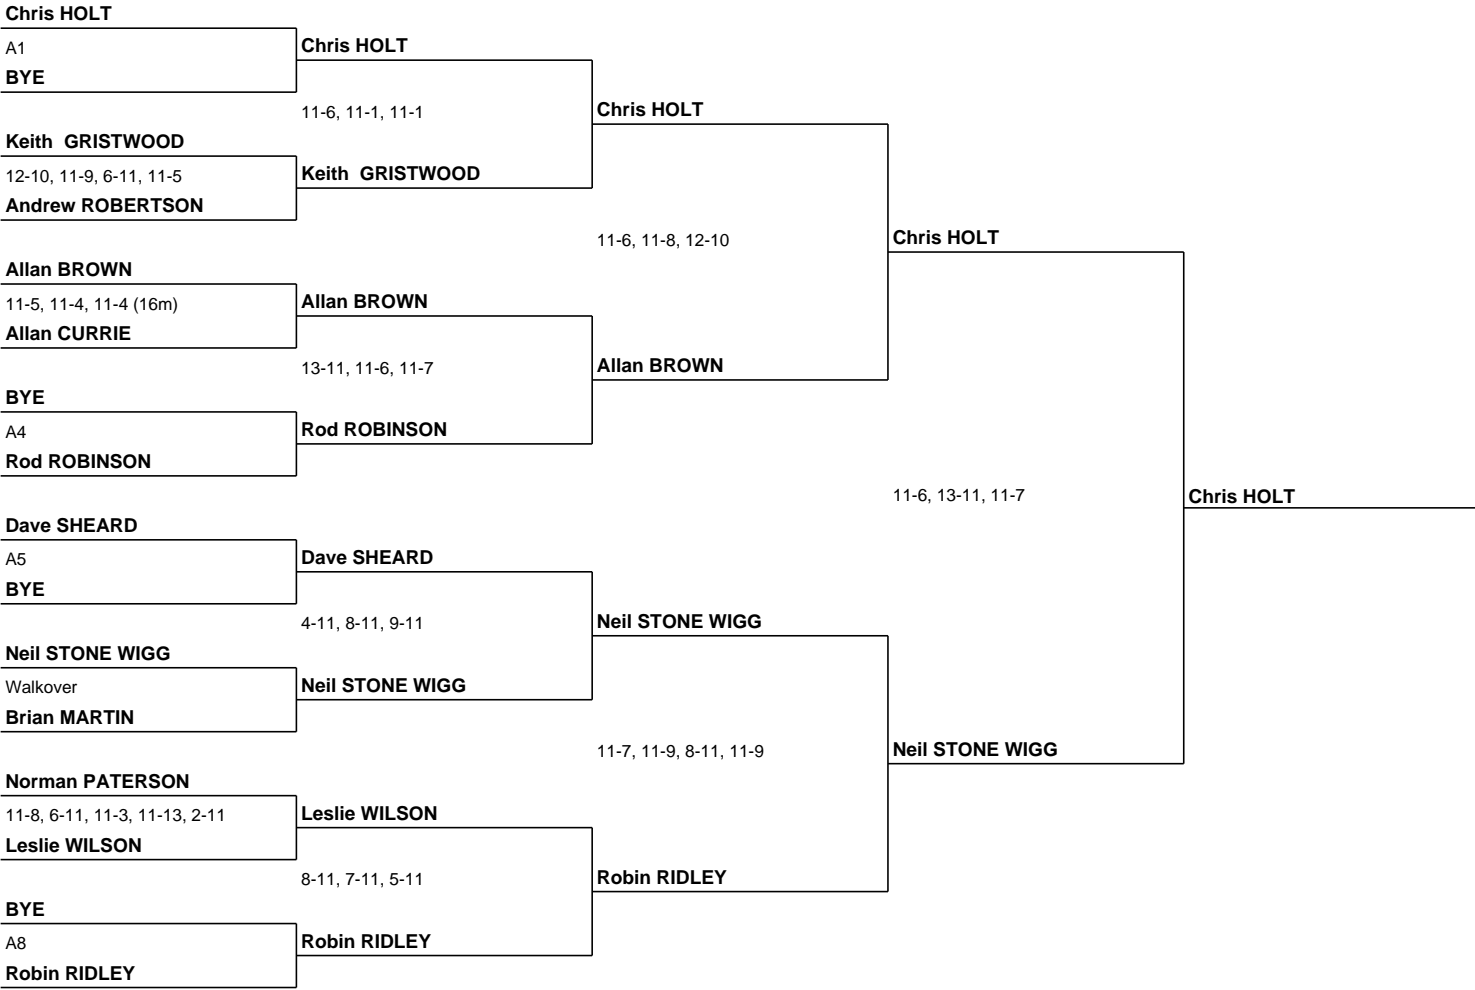 Chris HOLT
A1
BYE
Keith  GRISTWOOD
12-10, 11-9, 6-11, 11-5
Andrew ROBERTSON
Allan BROWN
11-5, 11-4, 11-4 (16m)
Allan CURRIE
BYE
A4
Rod ROBINSON
Dave SHEARD
A5
BYE
Neil STONE WIGG
Walkover
Brian MARTIN
Norman PATERSON
11-8, 6-11, 11-3, 11-13, 2-11
Leslie WILSON
BYE
A8
Robin RIDLEY
Chris HOLT
11-6, 11-1, 11-1
Keith  GRISTWOOD
Allan BROWN
13-11, 11-6, 11-7
Rod ROBINSON
Dave SHEARD
4-11, 8-11, 9-11
Neil STONE WIGG
Leslie WILSON
8-11, 7-11, 5-11
Robin RIDLEY
Chris HOLT
11-6, 11-8, 12-10
Allan BROWN
Neil STONE WIGG
11-7, 11-9, 8-11, 11-9
Robin RIDLEY
Chris HOLT
11-6, 13-11, 11-7
Neil STONE WIGG
Chris HOLT